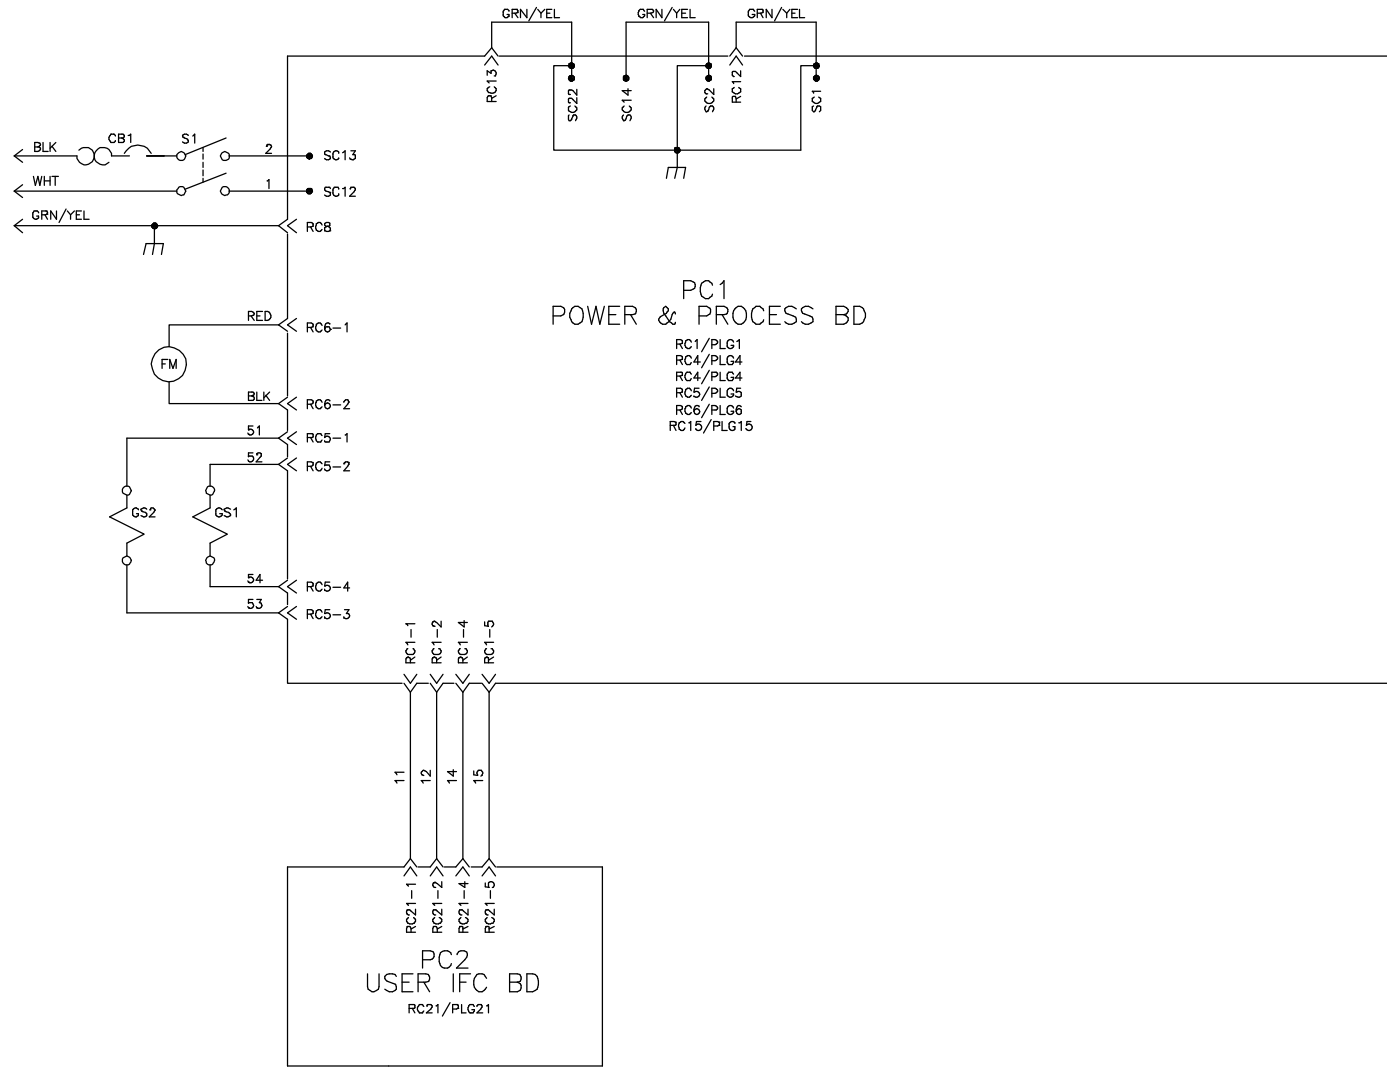 GRN/YEL
GRN/YEL
GRN/YEL
RC13
SC22
SC14
SC2
RC12
SC1
BLK
CB1
S1
2
SC13
WHT
1
SC12
GRN/YEL
RC8
PC1
POWER & PROCESS BD
RC1/PLG1
RC4/PLG4
RC4/PLG4
RC5/PLG5
RC6/PLG6
RC15/PLG15
RED
RC6-1
FM
BLK
RC6-2
51
RC5-1
52
RC5-2
GS2
GS1
54
RC5-4
53
RC5-3
RC1-1
RC1-2
RC1-4
RC1-5
11
12
14
15
RC21-1
RC21-2
RC21-4
RC21-5
PC2
USER IFC BD
RC21/PLG21